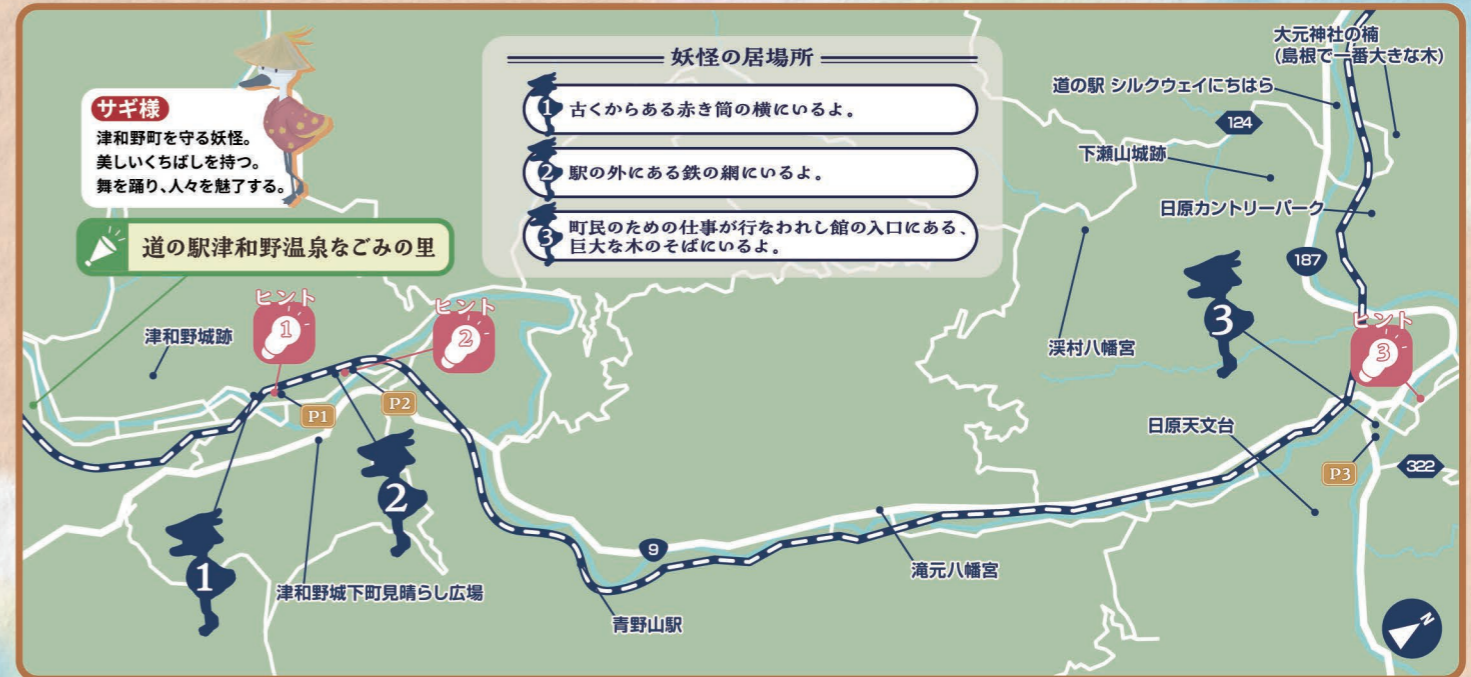 サギ様
津和野町を守る妖怪。
美しいくちばしを持つ。
舞を踊り、人々を魅了する。
道の駅津和野温泉なごみの里
妖怪の居場所
1 古くからある赤き筒の横にいるよ。
2 駅の外にある鉄の網にいるよ。
3 町民のための仕事が行なわれし館の入口にある、
巨大な木のそばにいるよ。
大元神社の楠
(島根で一番大きな木)
道の駅 シルクウェイにちはら
124
下瀬山城跡
日原カントリーパーク
187
3
渓村八幡宮
ヒント
3
日原天文台
P3
322
津和野城跡
ヒント
1
ヒント
2
P1
P2
2
1
津和野城下町見晴らし広場
9
滝元八幡宮
青野山駅
N